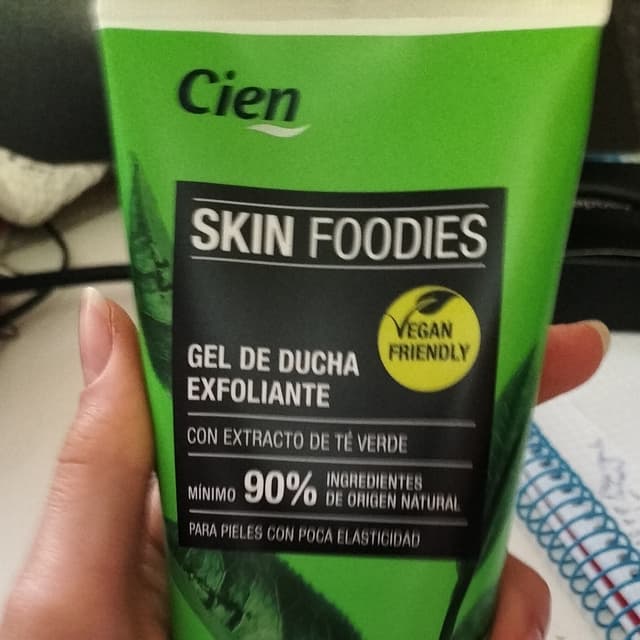 Cien
SKIN FOODIES
VEGAN
FRIENDLY
GEL DE DUCHA
EXFOLIANTE
CON EXTRACTO DE TÉ VERDE
MÍNIMO 90% INGREDIENTES
DE ORIGEN NATURAL
PARA PIELES CON POCA ELASTICIDAD